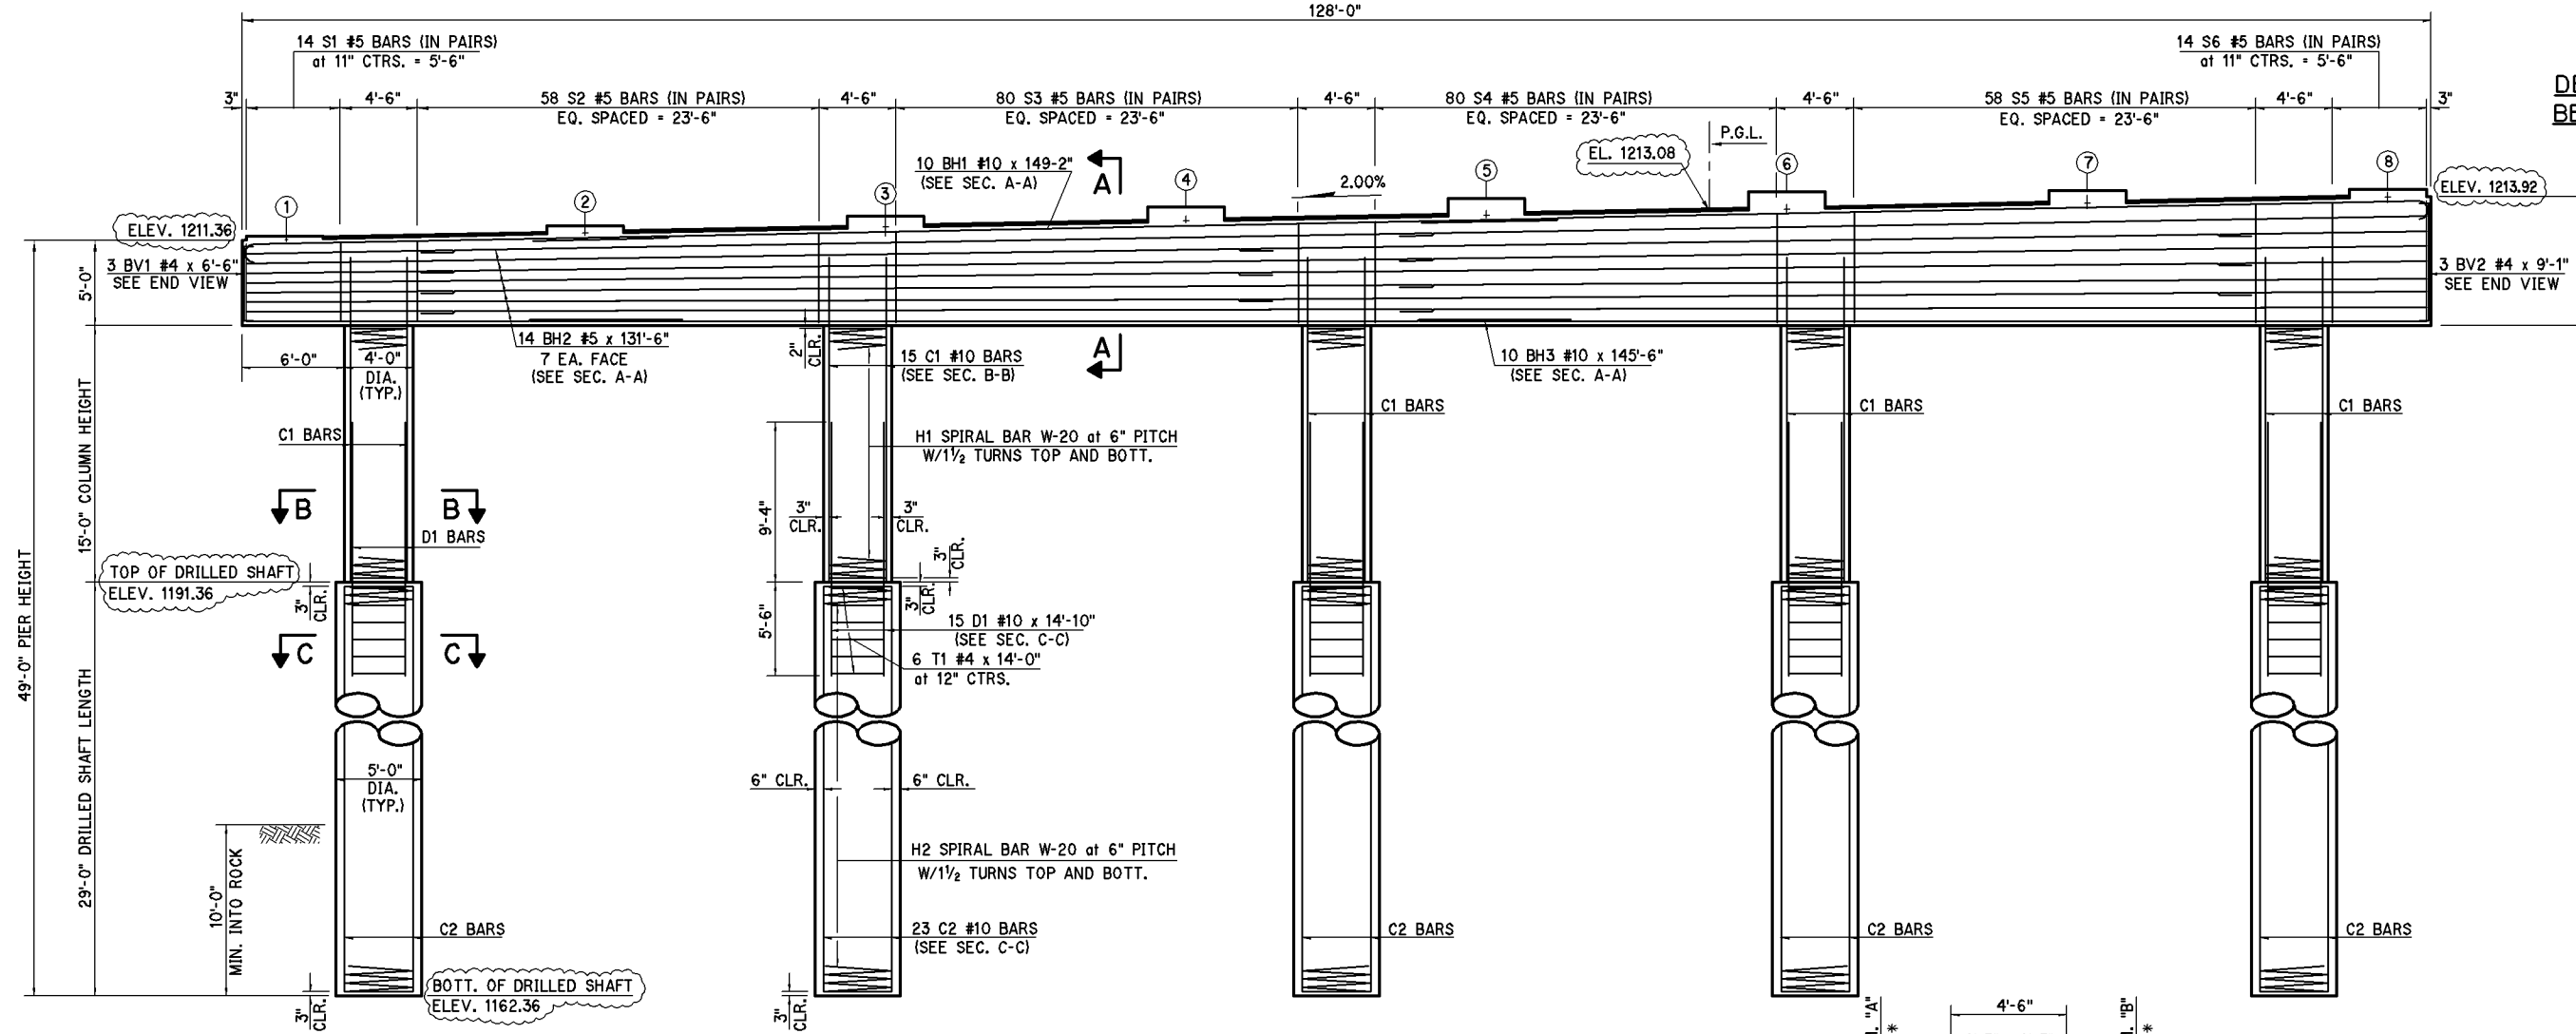 128'-0"
14 S1 #5 BARS (IN PAIRS)
at 11" CTRS. = 5'-6"
14 S6 #5 BARS (IN PAIRS)
at 11" CTRS. = 5'-6"
3"
4'-6"
58 S2 #5 BARS (IN PAIRS)
EQ. SPACED = 23'-6"
4'-6"
80 S3 #5 BARS (IN PAIRS)
EQ. SPACED = 23'-6"
4'-6"
80 S4 #5 BARS (IN PAIRS)
EQ. SPACED = 23'-6"
4'-6"
58 S5 #5 BARS (IN PAIRS)
EQ. SPACED = 23'-6"
4'-6"
3"
P.G.L.
EL. 1213.08
10 BH1 #10 x 149-2"
(SEE SEC. A-A)
A
2.00%
1
2
3
4
5
6
7
8
ELEV. 1211.36
ELEV. 1213.92
3 BV1 #4 x 6'-6"
SEE END VIEW
5'-0"
3 BV2 #4 x 9'-1"
SEE END VIEW
14 BH2 #5 x 131'-6"
7 EA. FACE
(SEE SEC. A-A)
2"
CLR.
15 C1 #10 BARS
(SEE SEC. B-B)
A
10 BH3 #10 x 145'-6"
(SEE SEC. A-A)
6'-0"
4'-0"
DIA.
(TYP.)
C1 BARS
C1 BARS
C1 BARS
C1 BARS
H1 SPIRAL BAR W-20 at 6" PITCH
W/1½ TURNS TOP AND BOTT.
15'-0" COLUMN HEIGHT
49'-0" PIER HEIGHT
B
B
9'-4"
3"
CLR.
3"
CLR.
D1 BARS
3"
CLR.
TOP OF DRILLED SHAFT
ELEV. 1191.36
3"
CLR.
3"
CLR.
5'-6"
15 D1 #10 x 14'-10"
(SEE SEC. C-C)
6 T1 #4 x 14'-0"
at 12" CTRS.
C
C
29'-0" DRILLED SHAFT LENGTH
5'-0"
DIA.
(TYP.)
6" CLR.
6" CLR.
10'-0"
MIN. INTO ROCK
H2 SPIRAL BAR W-20 at 6" PITCH
W/1½ TURNS TOP AND BOTT.
C2 BARS
23 C2 #10 BARS
(SEE SEC. C-C)
C2 BARS
C2 BARS
C2 BARS
BOTT. OF DRILLED SHAFT
ELEV. 1162.36
3"
CLR.
3"
CLR.
"A"
*
4'-6"
"B"
*